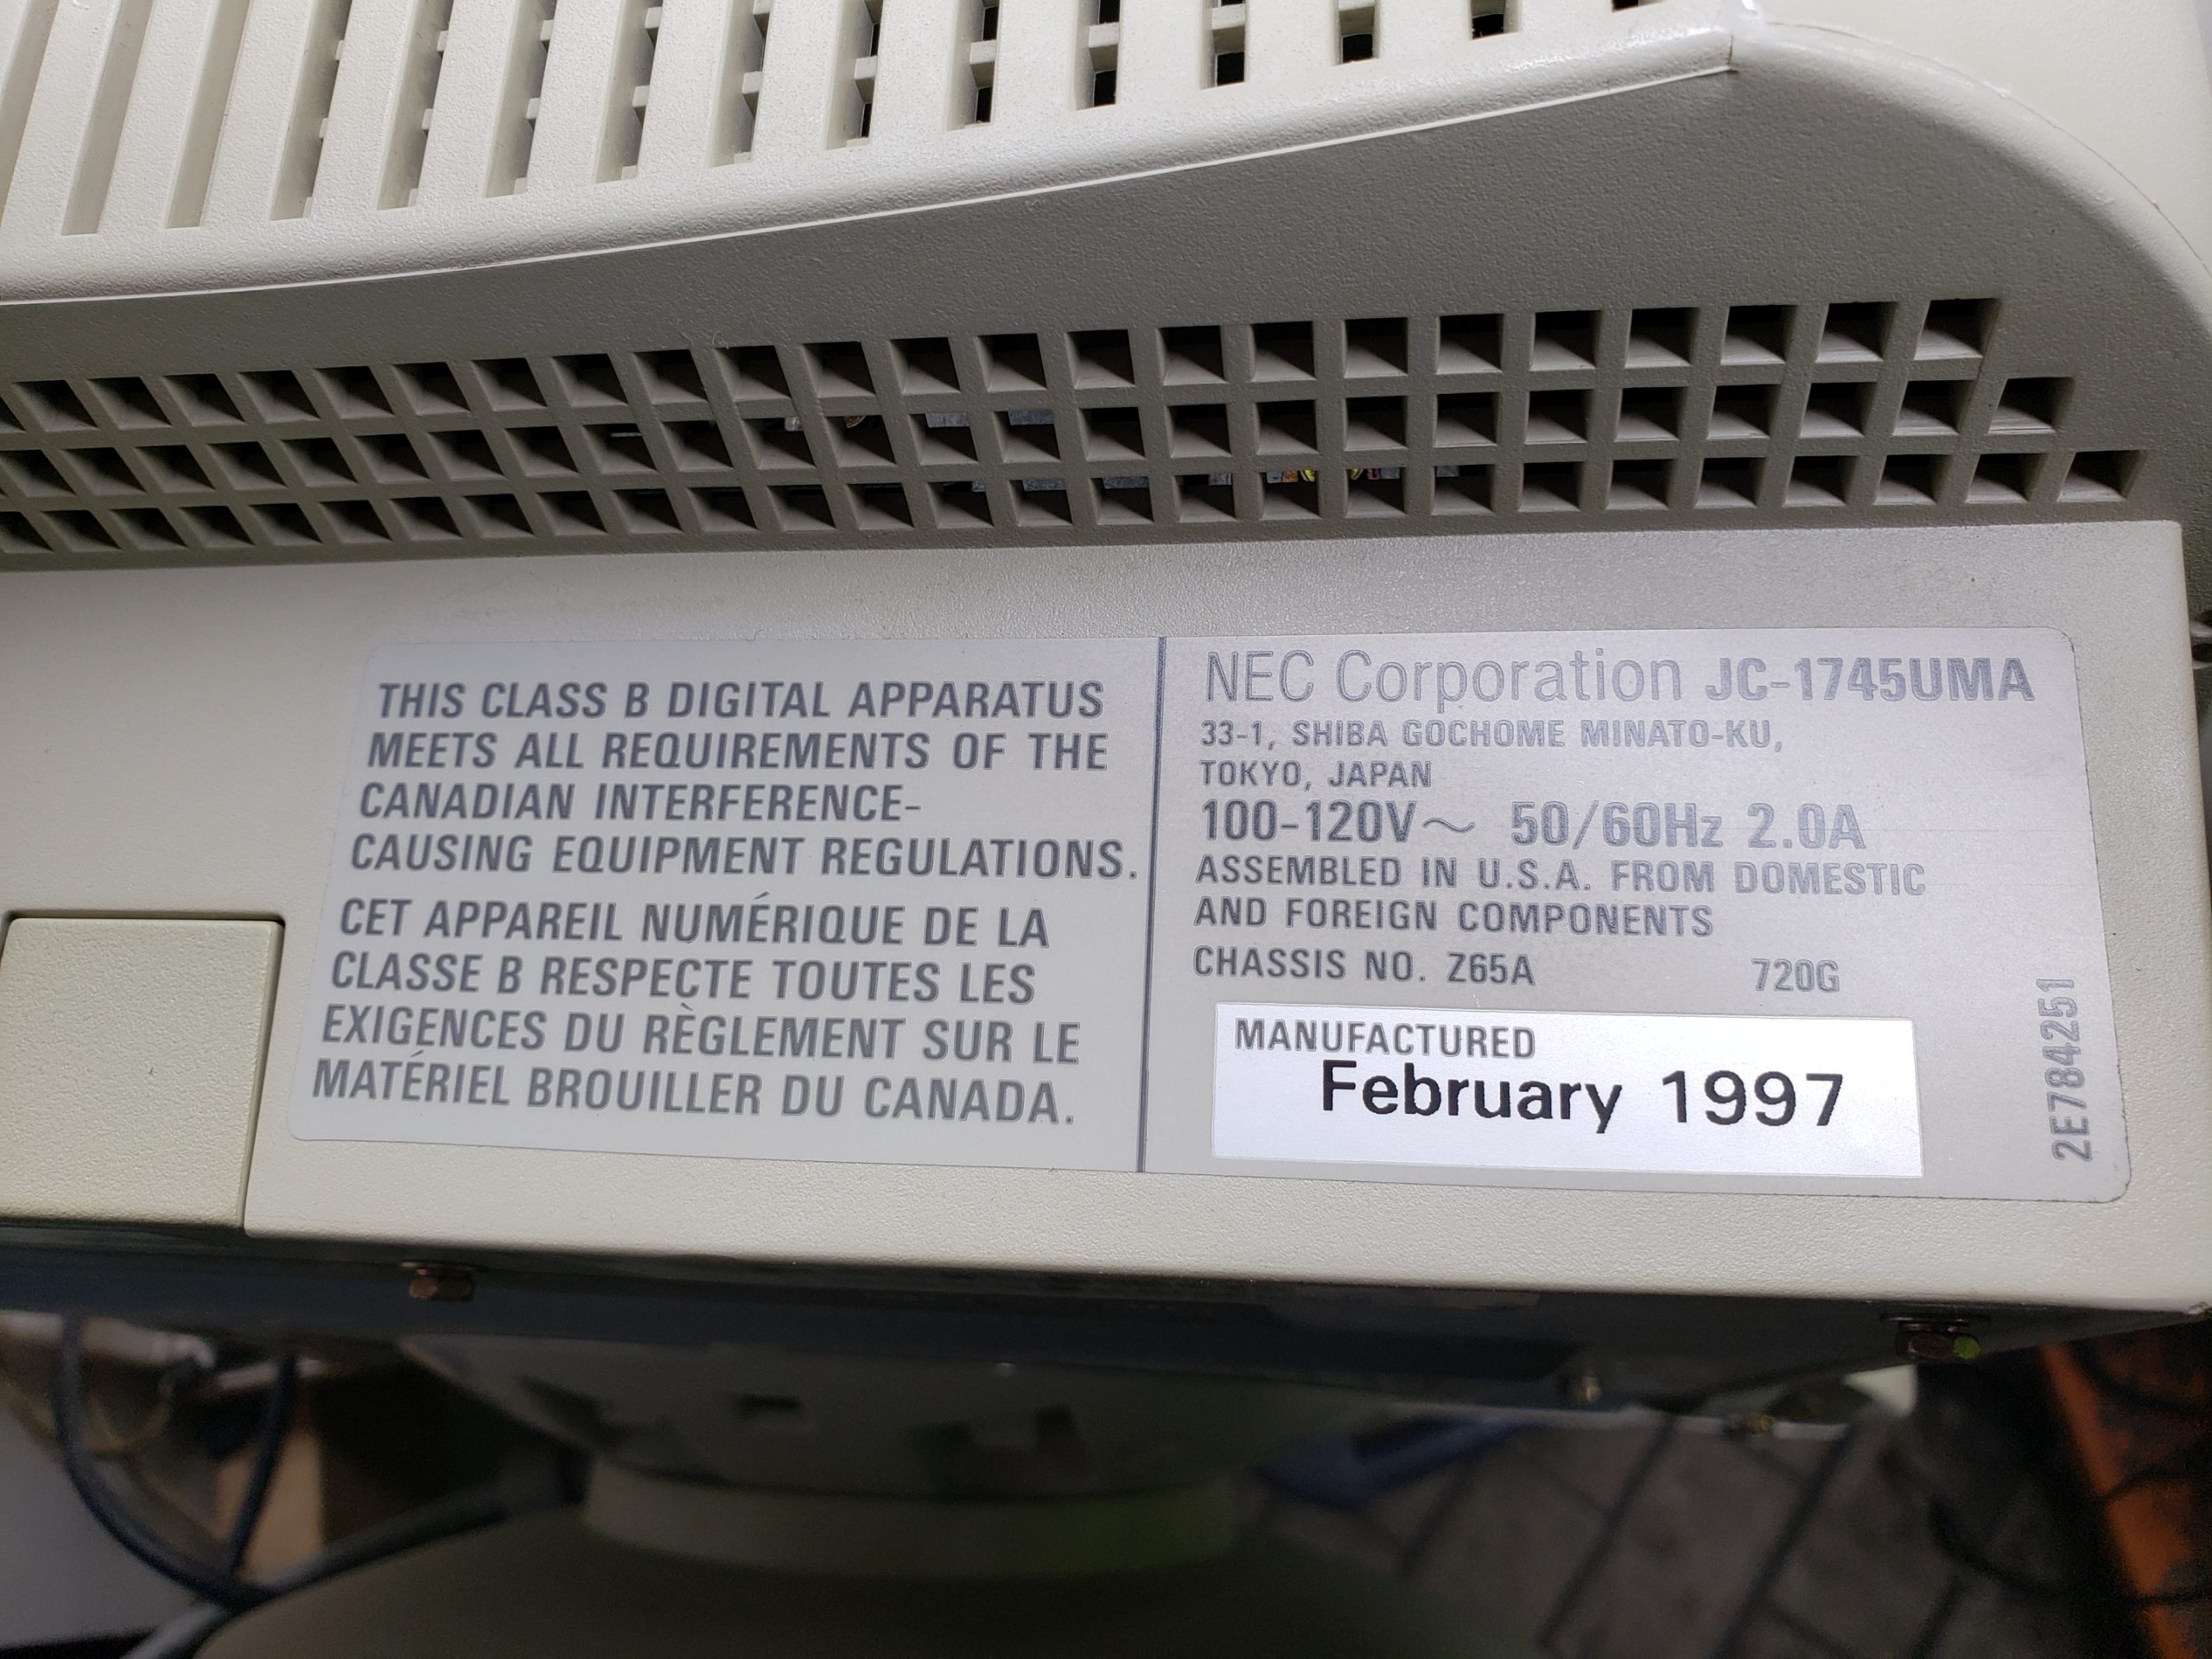 THIS CLASS B DIGITAL APPARATUS
MEETS ALL REQUIREMENTS OF THE
CANADIAN INTERFERENCE-
CAUSING EQUIPMENT REGULATIONS.
CET APPAREIL NUMÉRIQUE DE LA
CLASSE B RESPECTE TOUTES LES
EXIGENCES DU RÈGLEMENT SUR LE
MATÉRIEL BROUILLER DU CANADA.
NEC Corporation JC-1745UMA
33-1, SHIBA GOCHOME MINATO-KU,
TOKYO, JAPAN
100-120V～ 50/60Hz 2.0A
ASSEMBLED IN U.S.A. FROM DOMESTIC
AND FOREIGN COMPONENTS
CHASSIS NO. Z65A 720G
MANUFACTURED
February 1997
2E784251